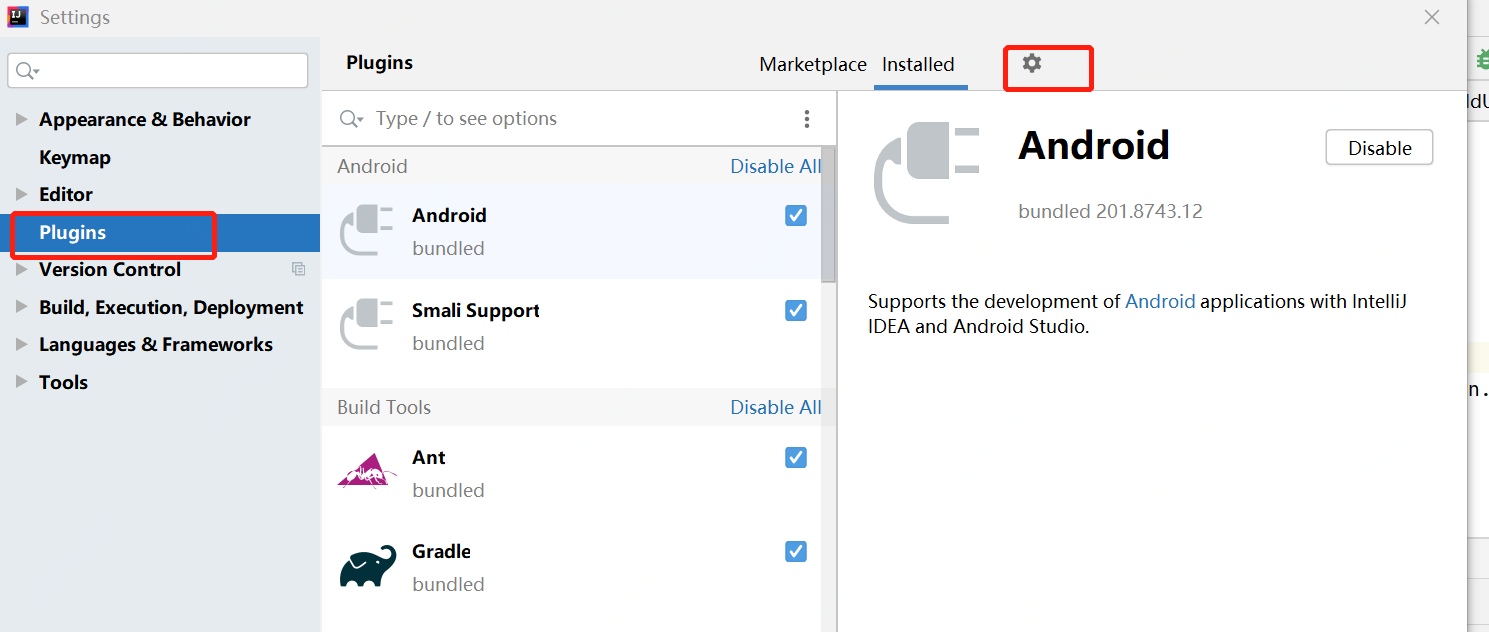 Settings
Plugins
Marketplace Installed
Type / to see options
Appearance & Behavior
Keymap
Editor
Plugins
Version Control
Build, Execution, Deployment
Languages & Frameworks
Tools
Android Disable All
Android
bundled
Smali Support
bundled
Build Tools Disable All
Ant
bundled
Gradle
bundled
Android
Disable
bundled 201.8743.12
Supports the development of Android applications with IntelliJ
IDEA and Android Studio.
n.